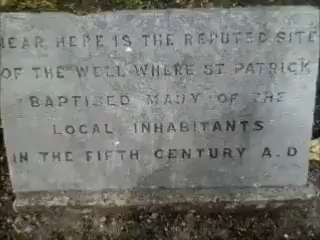 NEAR HERE IS THE REPUTED SITE
OF THE WELL WHERE ST PATRICK
BAPTISED MANY OF THE
LOCAL INHABITANTS
IN THE FIFTH CENTURY A.D